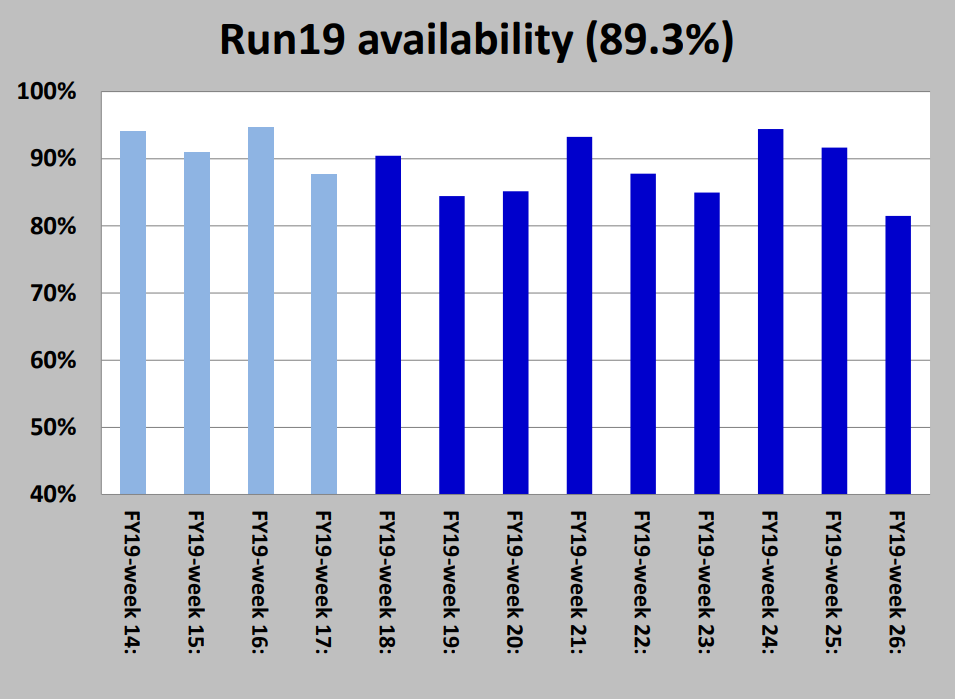 Run19 availability (89.3%)
100%
90%
80%
70%
60%
50%
40%
FY19-week 14:
FY19-week 15:
FY19-week 16:
FY19-week 17:
FY19-week 18:
FY19-week 19:
FY19-week 20:
FY19-week 21:
FY19-week 22:
FY19-week 23:
FY19-week 24:
FY19-week 25:
FY19-week 26: